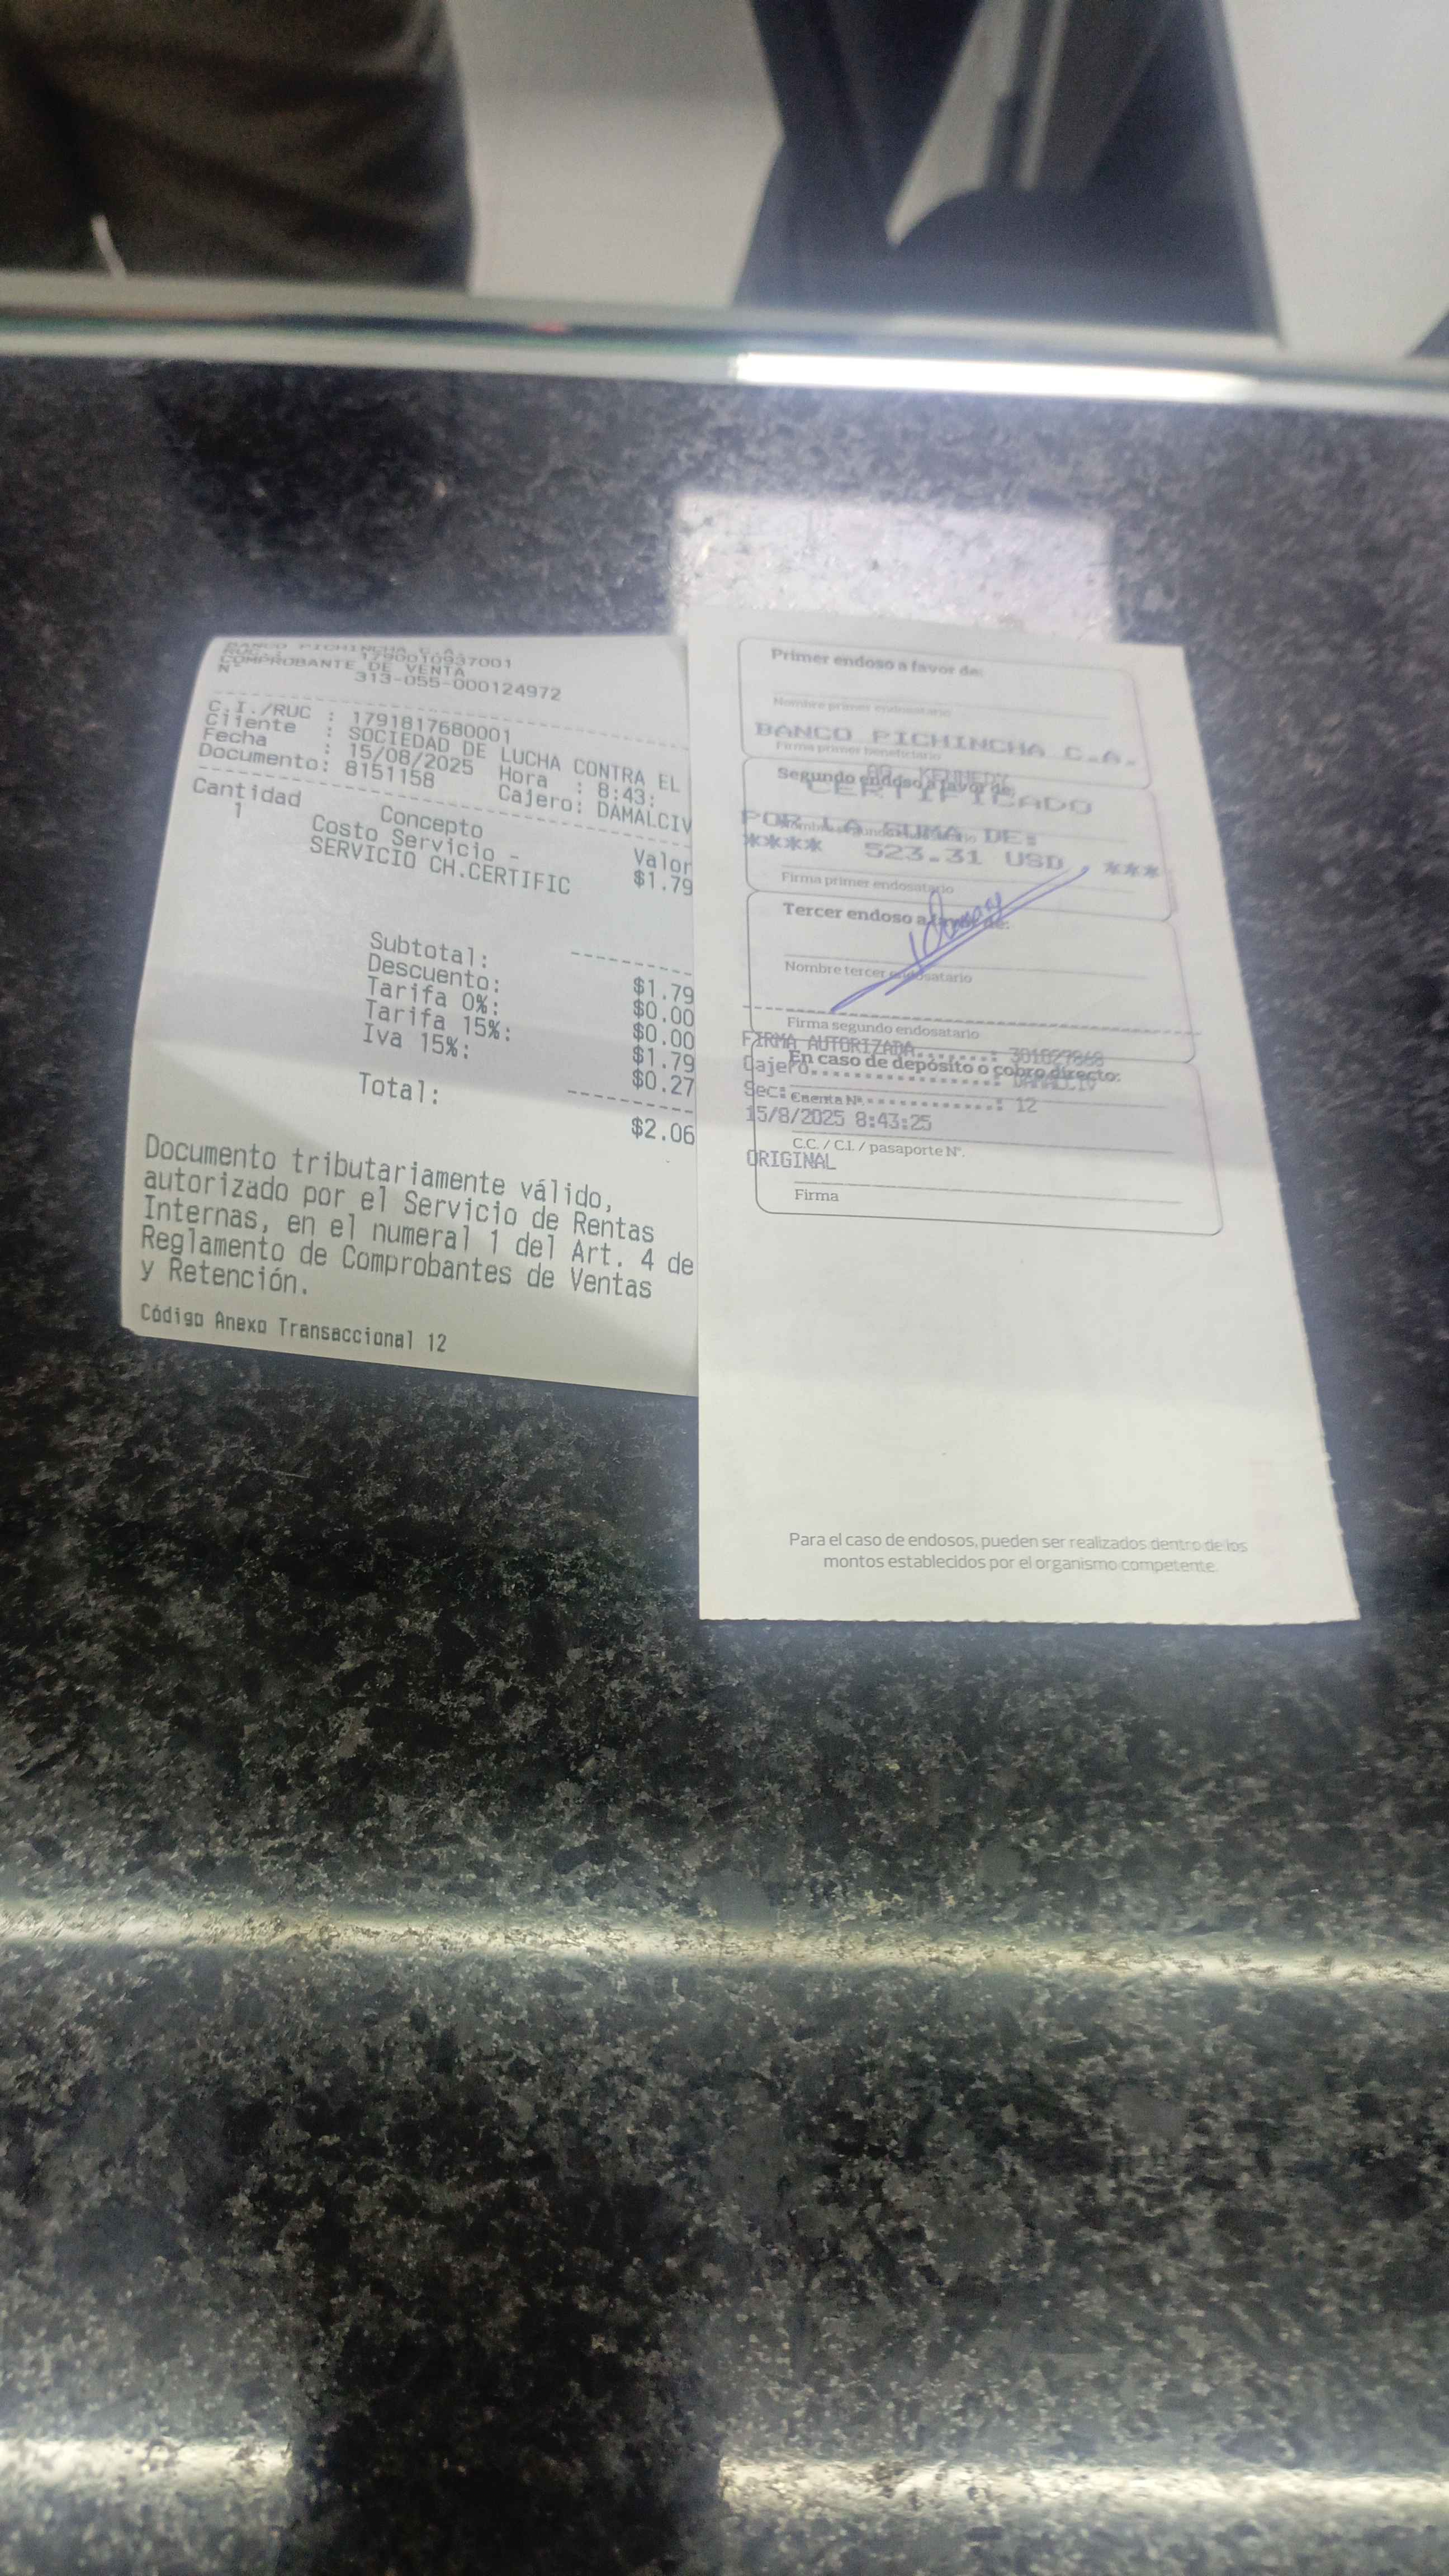 BANCO PICHINCHA C.A.
RUC: 1790010937001
COMPROBANTE DE VENTA
N° 313-055-000124972
C.I./RUC : 1791817680001
Cliente : SOCIEDAD DE LUCHA CONTRA EL
Fecha : 15/08/2025 Hora : 8:43:
Documento: 8151158 Cajero: DAMALCIV
Cantidad Concepto Valor
1 Costo Servicio - $1.79
SERVICIO CH.CERTIFIC
Subtotal: $1.79
Descuento: $0.00
Tarifa 0%: $0.00
Tarifa 15%: $1.79
Iva 15%: $0.27
Total: $2.06
Documento tributariamente válido,
autorizado por el Servicio de Rentas
Internas, en el numeral 1 del Art. 4 de
Reglamento de Comprobantes de Ventas
y Retención.
Código Anexo Transaccional 12
Primer endoso a favor de:
Nombre primer endosatario
BANCO PICHINCHA C.A.
Firma primer beneficiario
AG. KENNEDY
Segundo endoso a favor de:
CERTIFICADO
POR LA SUMA DE:
Nombre segundo endosatario
**** 523.31 USD ***
Firma primer endosatario
Tercer endoso a favor de:
Nombre tercer endosatario
Firma segundo endosatario
FIRMA AUTORIZADA.......:
En caso de depósito o cobro directo:
Cajero.................: DAMALCIV
Sec:...............: 12
Cuenta N°.
15/8/2025 8:43:25
C.C. / C.I. / pasaporte N°.
ORIGINAL
Firma
Para el caso de endosos, pueden ser realizados dentro de los
montos establecidos por el organismo competente.